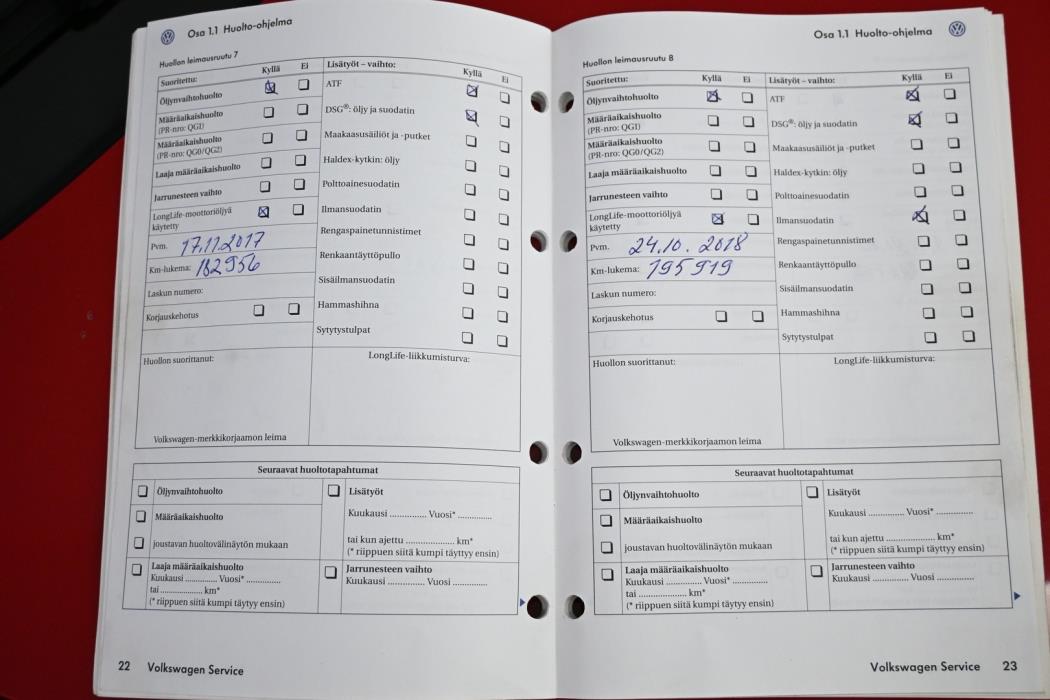 Osa 1.1 Huolto-ohjelma
Huollon leimausruutu 7
Suoritettu: Kyllä Ei
Öljynvaihtohuolto
Määräaikaishuolto
(PR-nro: QG1)
Määräaikaishuolto
(PR-nro: QG0/QG2)
Laaja määräaikaishuolto
Jarrunesteen vaihto
LongLife-moottoriöljyä
käytetty
Pvm. 17.11.2017
Km-lukema: 182956
Laskun numero:
Korjauskehotus
Lisätyöt – vaihto: Kyllä Ei
ATF
DSG®: öljy ja suodatin
Maakaasusäiliöt ja -putket
Haldex-kytkin: öljy
Polttoainesuodatin
Ilmansuodatin
Rengaspainetunnistimet
Renkaantäyttöpullo
Sisäilmansuodatin
Hammashihna
Sytytystulpat
Huollon suorittanut:
LongLife-liikkumisturva:
Volkswagen-merkkikorjaamon leima
Seuraavat huoltotapahtumat
Öljynvaihtohuolto
Määräaikaishuolto
joustavan huoltovälinäytön mukaan
Laaja määräaikaishuolto
Kuukausi .............. Vuosi* ..............
tai ..................... km*
(* riippuen siitä kumpi täytyy ensin)
Lisätyöt
Kuukausi ............... Vuosi* ..............
tai kun ajettu .................... km*
(* riippuen siitä kumpi täyttyy ensin)
Jarrunesteen vaihto
Kuukausi ............... Vuosi ..............
22 Volkswagen Service
Osa 1.1 Huolto-ohjelma
Huollon leimausruutu 8
Suoritettu: Kyllä Ei
Öljynvaihtohuolto
Määräaikaishuolto
(PR-nro: QG1)
Määräaikaishuolto
(PR-nro: QG0/QG2)
Laaja määräaikaishuolto
Jarrunesteen vaihto
LongLife-moottoriöljyä
käytetty
Pvm. 24.10.2018
Km-lukema: 195919
Laskun numero:
Korjauskehotus
Lisätyöt – vaihto: Kyllä Ei
ATF
DSG®: öljy ja suodatin
Maakaasusäiliöt ja -putket
Haldex-kytkin: öljy
Polttoainesuodatin
Ilmansuodatin
Rengaspainetunnistimet
Renkaantäyttöpullo
Sisäilmansuodatin
Hammashihna
Sytytystulpat
Huollon suorittanut:
LongLife-liikkumisturva:
Volkswagen-merkkikorjaamon leima
Seuraavat huoltotapahtumat
Öljynvaihtohuolto
Määräaikaishuolto
joustavan huoltovälinäytön mukaan
Laaja määräaikaishuolto
Kuukausi .............. Vuosi* ..............
tai ..................... km*
(* riippuen siitä kumpi täytyy ensin)
Lisätyöt
Kuukausi ............... Vuosi* ..............
tai kun ajettu .................... km*
(* riippuen siitä kumpi täyttyy ensin)
Jarrunesteen vaihto
Kuukausi ............... Vuosi ..............
Volkswagen Service 23